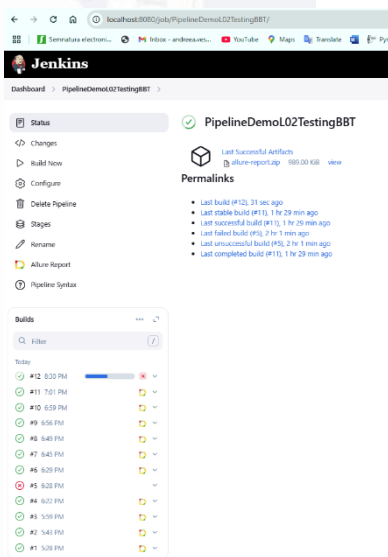 localhost:8080/job/PipelineDemoL02TestingBBT/
Semnatura electroni...
Inbox - andreea.ves...
YouTube
Maps
Translate
Jenkins
Dashboard > PipelineDemoL02TestingBBT >
Status
Changes
Build Now
Configure
Delete Pipeline
Stages
Rename
Allure Report
Pipeline Syntax
PipelineDemoL02TestingBBT
Last Successful Artifacts
allure-report.zip 989.00 KiB view
Permalinks
Last build (#12), 31 sec ago
Last stable build (#11), 1 hr 29 min ago
Last successful build (#11), 1 hr 29 min ago
Last failed build (#5), 2 hr 1 min ago
Last unsuccessful build (#5), 2 hr 1 min ago
Last completed build (#11), 1 hr 29 min ago
Builds
Filter /
Today
#12 8:30 PM
#11 7:01 PM
#10 6:59 PM
#9 6:56 PM
#8 6:49 PM
#7 6:45 PM
#6 6:29 PM
#5 6:28 PM
#4 6:22 PM
#3 5:59 PM
#2 5:43 PM
#1 5:28 PM